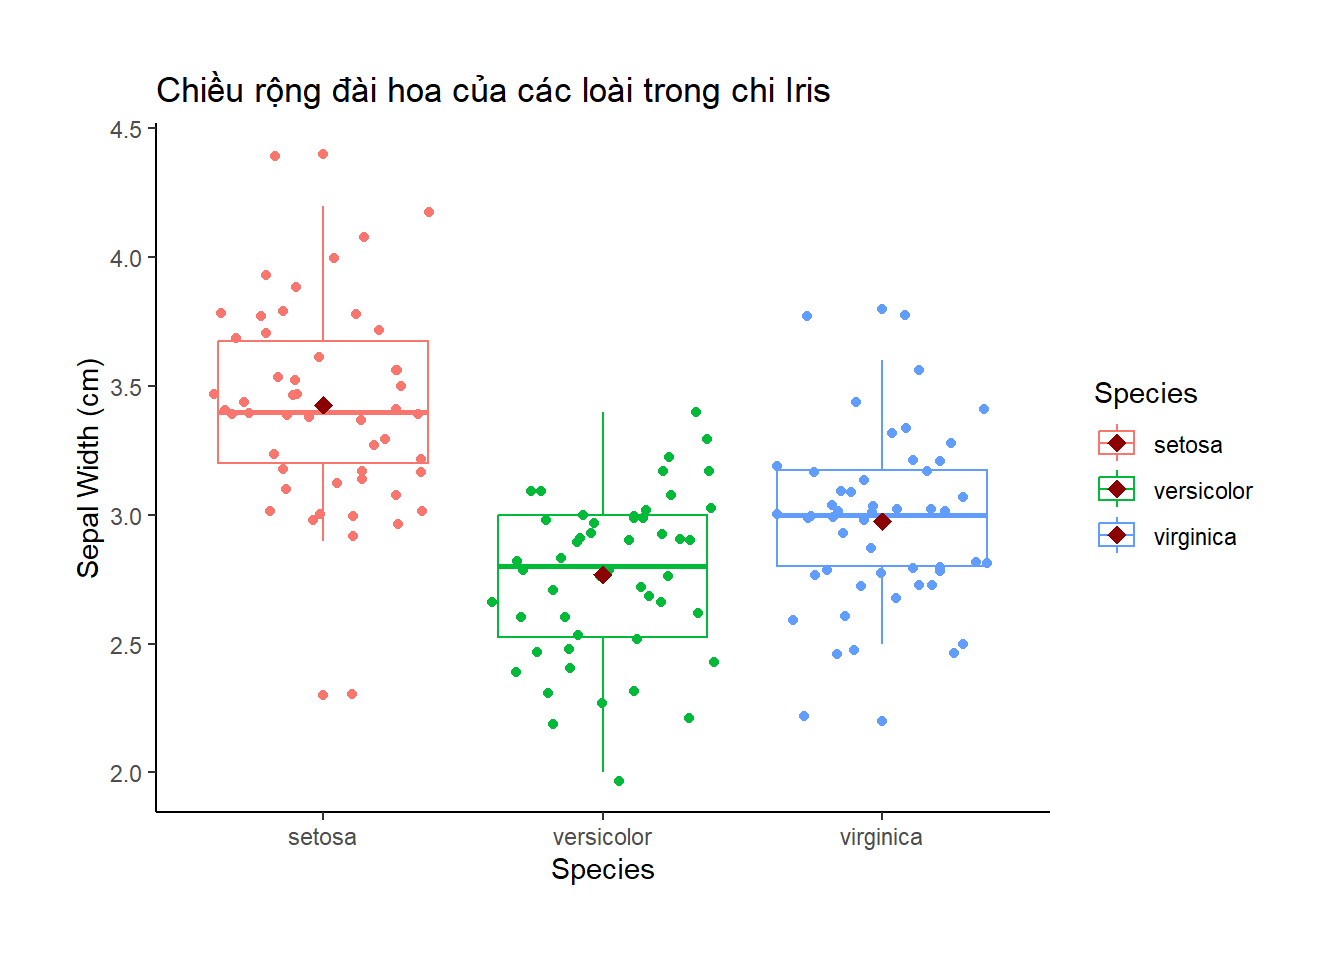 Chiều rộng đài hoa của các loài trong chi Iris
4.5
4.0
3.5
3.0
2.5
2.0
Sepal Width (cm)
setosa
versicolor
virginica
Species
Species
setosa
versicolor
virginica